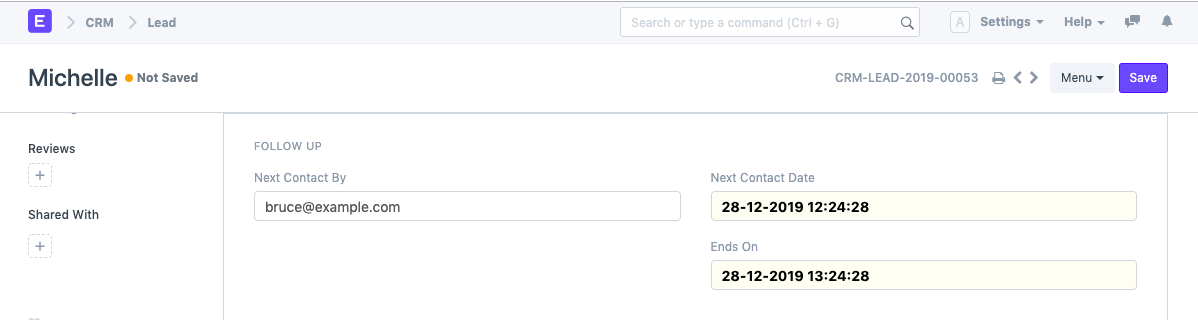 E CRM Lead Search or type a command (Ctrl + G) A Settings Help
Michelle Not Saved CRM-LEAD-2019-00053 Menu Save
Reviews
+
Shared With
+
FOLLOW UP
Next Contact By
bruce@example.com
Next Contact Date
28-12-2019 12:24:28
Ends On
28-12-2019 13:24:28